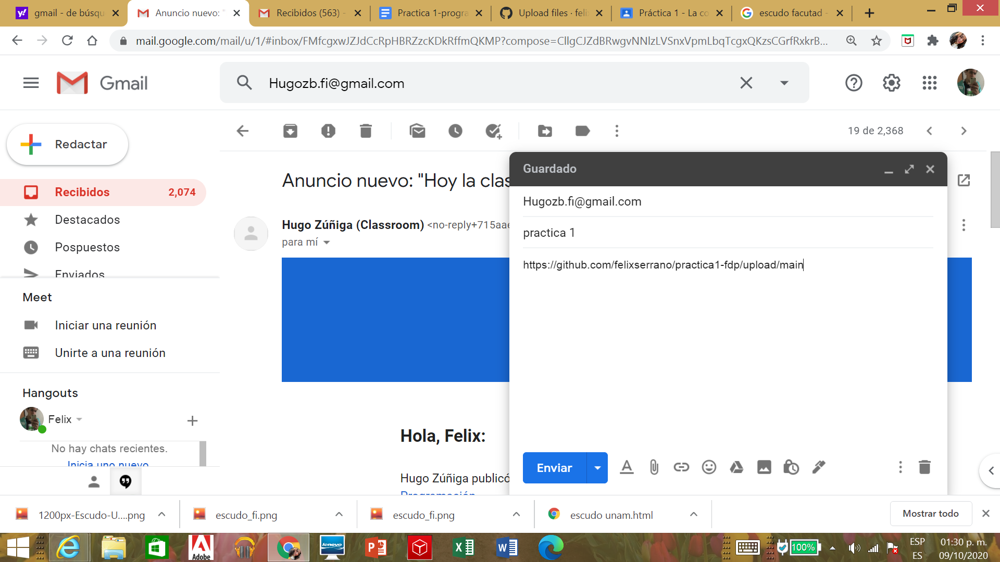 gmail - de búsqu
Anuncio nuevo: "
Recibidos (563) -
Practica 1-progra
Upload files · feli
Práctica 1 - La co
escudo facutad -
mail.google.com/mail/u/1/#inbox/FMfcgxwJZJdCcRpHBRZzcKDkRffmQKMP?compose=CllgCJZdBRwgvNNlzLVSnxVpmLbqTcgxQKzsCGrfRxkrB...
Gmail
Hugozb.fi@gmail.com
Redactar
19 de 2,368
Recibidos 2,074
Destacados
Pospuestos
Enviados
Meet
Iniciar una reunión
Unirte a una reunión
Hangouts
Felix
No hay chats recientes.
Inicia uno nuevo
Anuncio nuevo: "Hoy la clas
Hugo Zúñiga (Classroom) <no-reply+715aae
para mí
Hola, Felix:
Hugo Zúñiga publicó
Programación
Guardado
Hugozb.fi@gmail.com
practica 1
https://github.com/felixserrano/practica1-fdp/upload/main
Enviar
1200px-Escudo-U....png
escudo_fi.png
escudo_fi.png
escudo unam.html
Mostrar todo
Adobe
lenovo
100%
ESP
ES
01:30 p. m.
09/10/2020